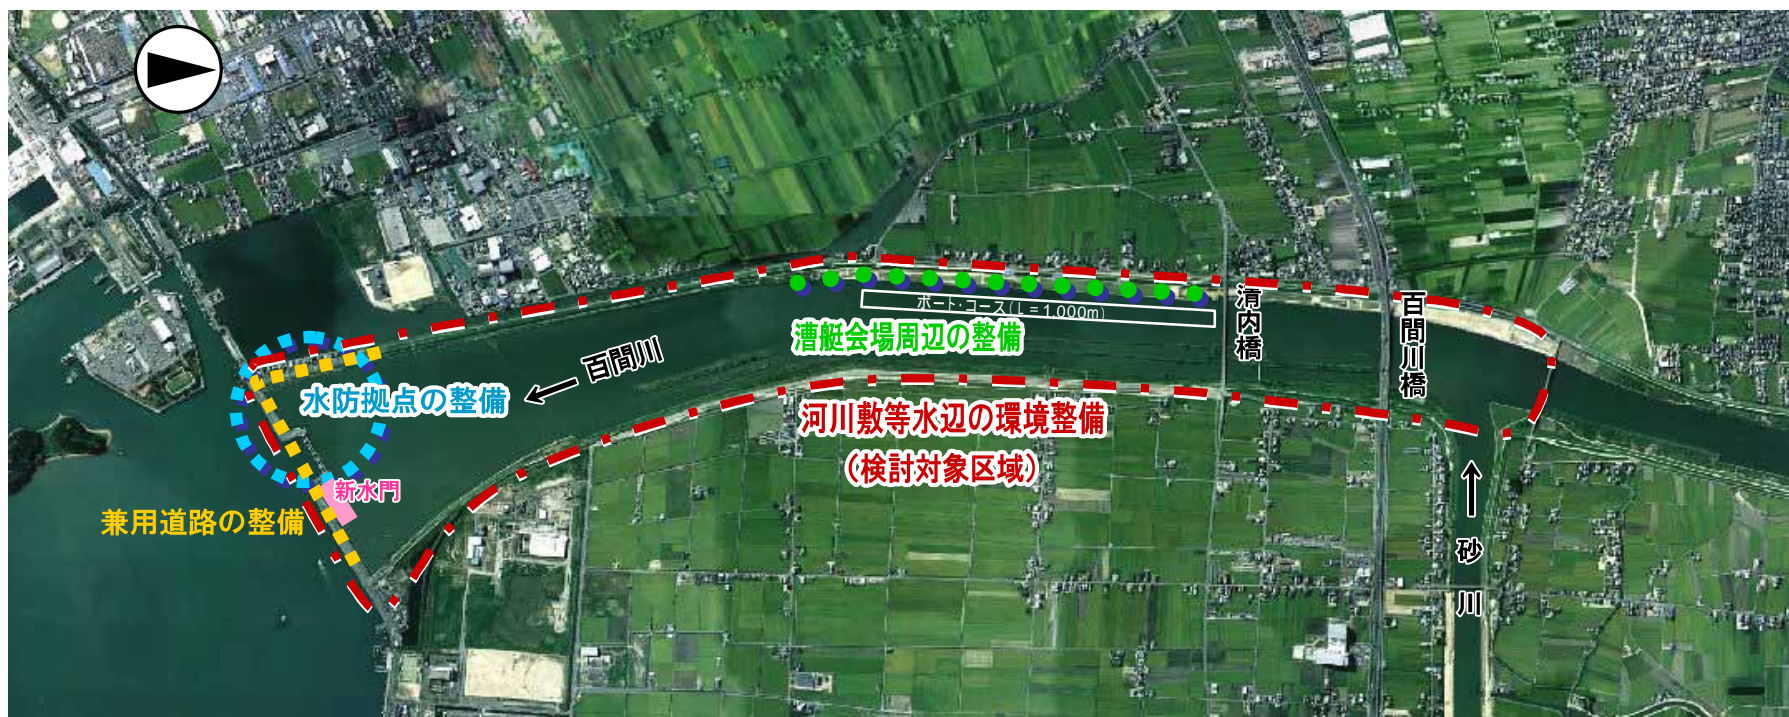 ボート・コース(L=1,000m)
漕艇会場周辺の整備
清内橋
百間川橋
百間川
水防拠点の整備
河川敷等水辺の環境整備
(検討対象区域)
新水門
兼用道路の整備
砂川